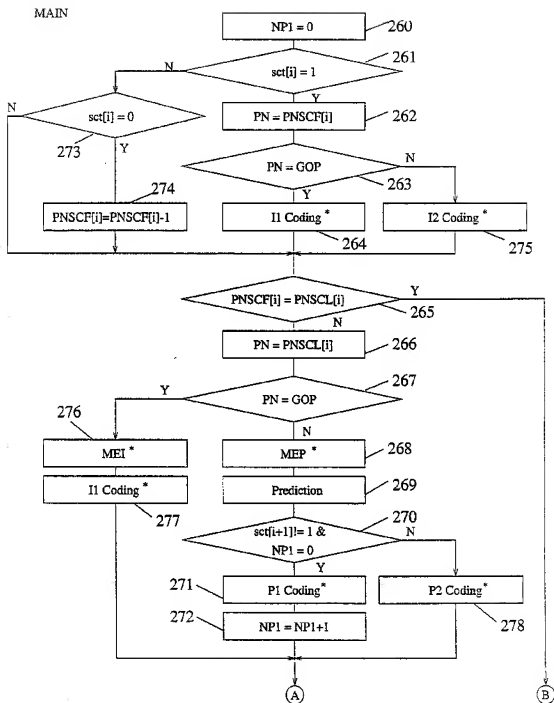 MAIN
NP1 = 0
260
261
N
sct[i] = 1
Y
N
sct[i] = 0
273
Y
PN = PNSCF[i]
262
PN = GOP
N
263
Y
274
PNSCF[i]=PNSCF[i]-1
I1 Coding *
264
I2 Coding *
275
PNSCF[i] = PNSCL[i]
Y
265
N
PN = PNSCL[i]
266
267
Y
PN = GOP
N
276
MEI *
MEP *
268
I1 Coding *
277
Prediction
269
270
sct[i+1]!= 1 &
NP1 = 0
N
Y
271
P1 Coding *
P2 Coding *
278
272
NP1 = NP1+1
A
B